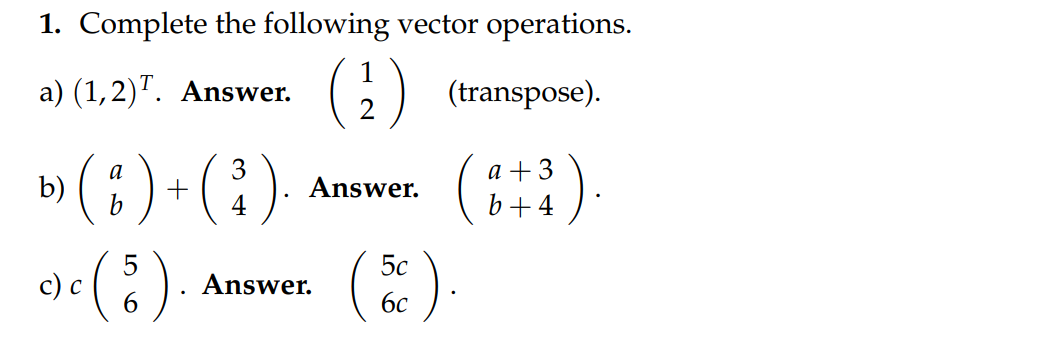 1. Complete the following vector operations.
a) (1, 2)^T. Answer. \begin{pmatrix} 1 \\ 2 \end{pmatrix} (transpose).
b) \begin{pmatrix} a \\ b \end{pmatrix} + \begin{pmatrix} 3 \\ 4 \end{pmatrix}. Answer. \begin{pmatrix} a + 3 \\ b + 4 \end{pmatrix}.
c) c \begin{pmatrix} 5 \\ 6 \end{pmatrix}. Answer. \begin{pmatrix} 5c \\ 6c \end{pmatrix}.